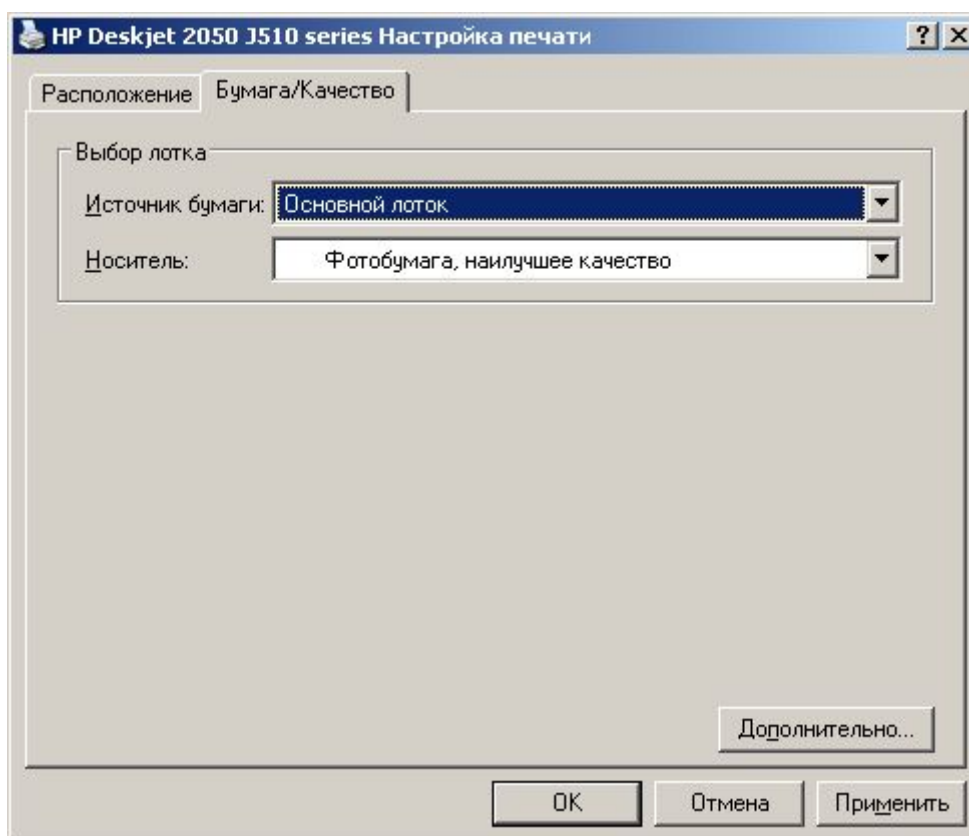 HP Deskjet 2050 J510 series Настройка печати
Расположение Бумага/Качество
Выбор лотка
Источник бумаги: Основной лоток
Носитель: Фотобумага, наилучшее качество
Дополнительно...
OK Отмена Применить